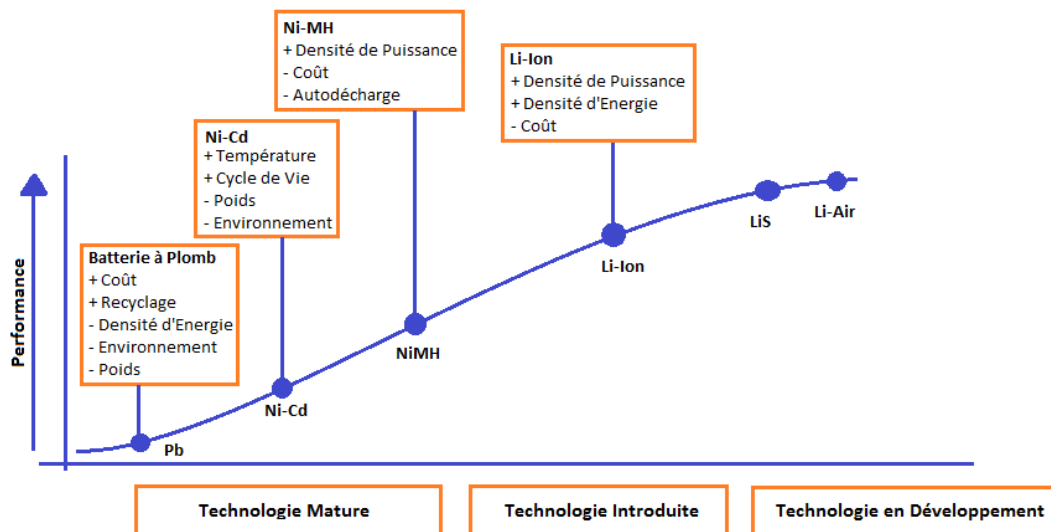 Ni-MH
+ Densité de Puissance
- Coût
- Autodécharge
Li-Ion
+ Densité de Puissance
+ Densité d'Energie
- Coût
Ni-Cd
+ Température
+ Cycle de Vie
- Poids
- Environnement
Batterie à Plomb
+ Coût
+ Recyclage
- Densité d'Energie
- Environnement
- Poids
Performance
Pb
Ni-Cd
NiMH
Li-Ion
LiS
Li-Air
Technologie Mature
Technologie Introduite
Technologie en Développement